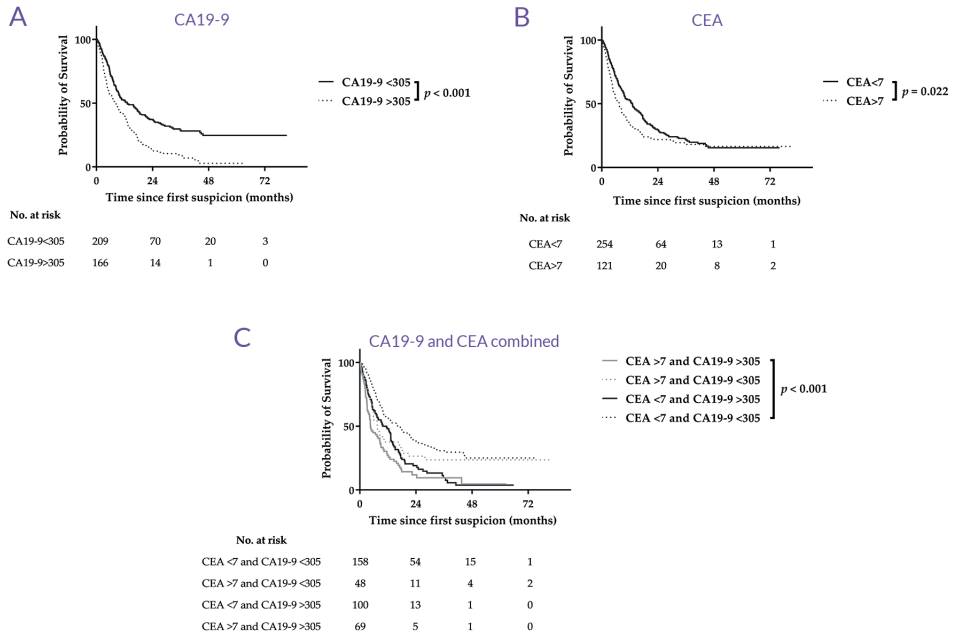 A
CA19-9
Probability of Survival
100
50
0
0 24 48 72
Time since first suspicion (months)
CA19-9 <305
CA19-9 >305
p < 0.001
No. at risk
CA19-9<305 209 70 20 3
CA19-9>305 166 14 1 0
B
CEA
Probability of Survival
100
50
0
0 24 48 72
Time since first suspicion (months)
CEA<7
CEA>7
p = 0.022
No. at risk
CEA<7 254 64 13 1
CEA>7 121 20 8 2
C
CA19-9 and CEA combined
Probability of Survival
100
50
0
0 24 48 72
Time since first suspicion (months)
CEA >7 and CA19-9 >305
CEA >7 and CA19-9 <305
CEA <7 and CA19-9 >305
CEA <7 and CA19-9 <305
p < 0.001
No. at risk
CEA <7 and CA19-9 <305 158 54 15 1
CEA >7 and CA19-9 <305 48 11 4 2
CEA <7 and CA19-9 >305 100 13 1 0
CEA >7 and CA19-9 >305 69 5 1 0